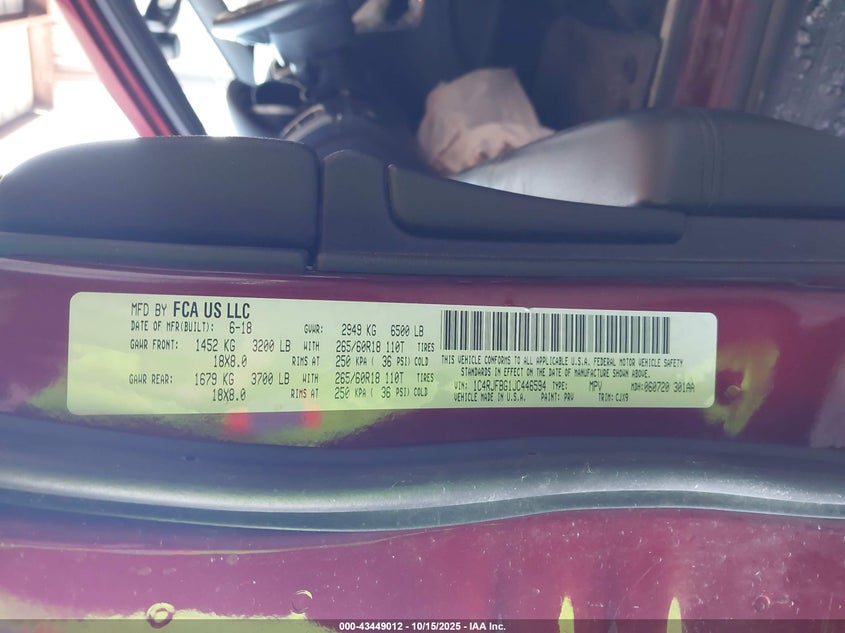 MFD BY FCA US LLC
DATE OF MFR(BUILT): 6-18 GVWR: 2949 KG 6500 LB
GAWR FRONT: 1452 KG 3200 LB WITH 265/60R18 110T TIRES
18X8.0 RIMS AT 250 KPA ( 36 PSI) COLD
GAWR REAR: 1679 KG 3700 LB WITH 265/60R18 110T TIRES
18X8.0 RIMS AT 250 KPA ( 36 PSI) COLD
THIS VEHICLE CONFORMS TO ALL APPLICABLE U.S.A. FEDERAL MOTOR VEHICLE SAFETY
STANDARDS IN EFFECT ON THE DATE OF MANUFACTURE SHOWN ABOVE.
VIN: 1C4RJFBG1JC446594 TYPE: MPV MDH: 060720 301AA
VEHICLE MADE IN U.S.A. PAINT: PRV TRIM: CJX9
000-43449012 - 10/15/2025 - IAA Inc.